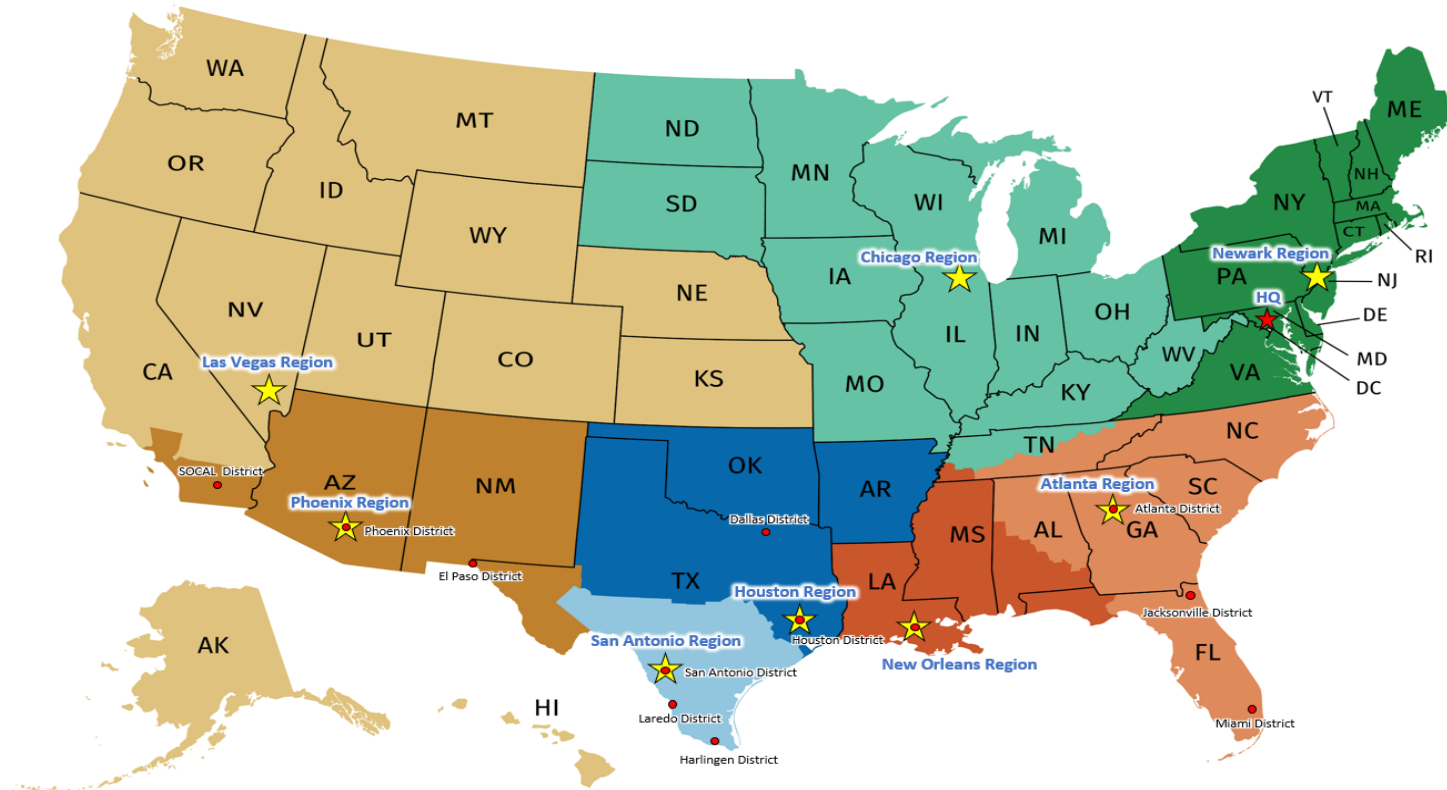 WA
MT
ND
MN
VT
ME
OR
ID
SD
WI
MI
NY
NH
MA
CT
RI
WY
Chicago Region
Newark Region
IA
PA
NJ
NE
HQ
NV
UT
CO
IL
IN
OH
DE
MD
DC
Las Vegas Region
CA
KS
MO
KY
WV
VA
TN
NC
SOCAL District
AZ
NM
OK
AR
Atlanta Region
SC
Phoenix Region
Phoenix District
Dallas District
Atlanta District
MS
AL
GA
El Paso District
TX
LA
Houston Region
Jacksonville District
Houston District
AK
San Antonio Region
San Antonio District
New Orleans Region
FL
HI
Laredo District
Miami District
Harlingen District